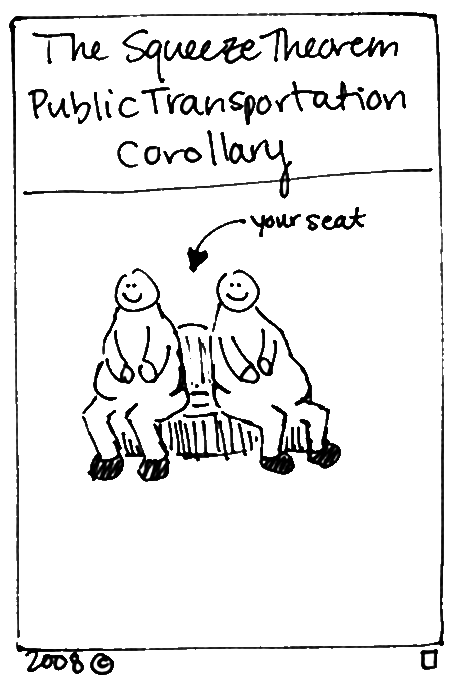 The Squeeze Theorem
Public Transportation
Corollary
your seat
2008 ©